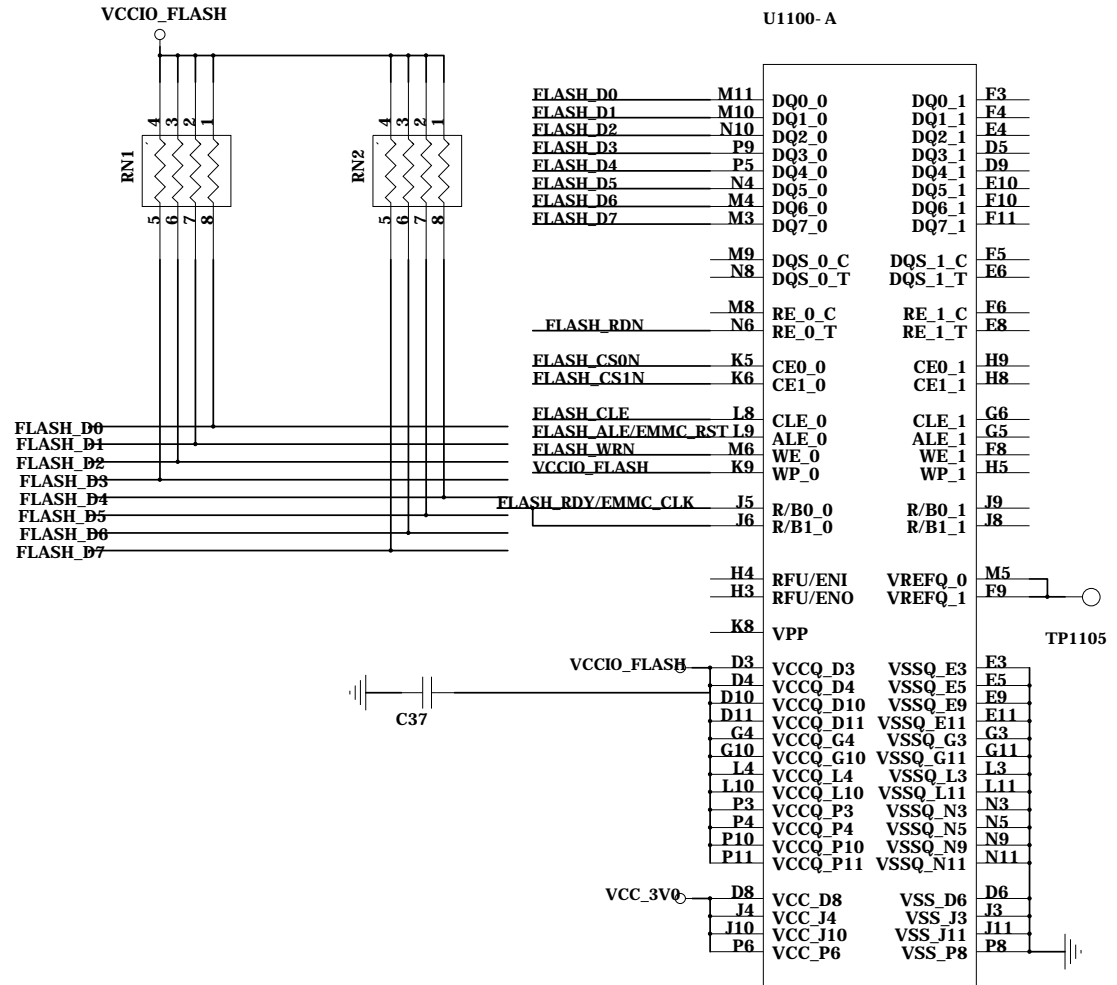 VCCIO_FLASH
U1100-A
4 3 2 1
RN1
5 6 7 8
4 3 2 1
RN2
5 6 7 8
FLASH_D0
FLASH_D1
FLASH_D2
FLASH_D3
FLASH_D4
FLASH_D5
FLASH_D6
FLASH_D7
FLASH_D0 M11 DQ0_0 DQ0_1 F3
FLASH_D1 M10 DQ1_0 DQ1_1 F4
FLASH_D2 N10 DQ2_0 DQ2_1 E4
FLASH_D3 P9 DQ3_0 DQ3_1 D5
FLASH_D4 P5 DQ4_0 DQ4_1 D9
FLASH_D5 N4 DQ5_0 DQ5_1 E10
FLASH_D6 M4 DQ6_0 DQ6_1 F10
FLASH_D7 M3 DQ7_0 DQ7_1 F11
M9 DQS_0_C DQS_1_C F5
N8 DQS_0_T DQS_1_T E6
M8 RE_0_C RE_1_C F6
FLASH_RDN N6 RE_0_T RE_1_T E8
FLASH_CS0N K5 CE0_0 CE0_1 H9
FLASH_CS1N K6 CE1_0 CE1_1 H8
FLASH_CLE L8 CLE_0 CLE_1 G6
FLASH_ALE/EMMC_RST L9 ALE_0 ALE_1 G5
FLASH_WRN M6 WE_0 WE_1 F8
VCCIO_FLASH K9 WP_0 WP_1 H5
FLASH_RDY/EMMC_CLK J5 R/B0_0 R/B0_1 J9
J6 R/B1_0 R/B1_1 J8
H4 RFU/ENI VREFQ_0 M5
H3 RFU/ENO VREFQ_1 F9
TP1105
K8 VPP
VCCIO_FLASH D3 VCCQ_D3 VSSQ_E3 E3
D4 VCCQ_D4 VSSQ_E5 E5
D10 VCCQ_D10 VSSQ_E9 E9
D11 VCCQ_D11 VSSQ_E11 E11
C37
G4 VCCQ_G4 VSSQ_G3 G3
G10 VCCQ_G10 VSSQ_G11 G11
L4 VCCQ_L4 VSSQ_L3 L3
L10 VCCQ_L10 VSSQ_L11 L11
P3 VCCQ_P3 VSSQ_N3 N3
P4 VCCQ_P4 VSSQ_N5 N5
P10 VCCQ_P10 VSSQ_N9 N9
P11 VCCQ_P11 VSSQ_N11 N11
VCC_3V0 D8 VCC_D8 VSS_D6 D6
J4 VCC_J4 VSS_J3 J3
J10 VCC_J10 VSS_J11 J11
P6 VCC_P6 VSS_P8 P8